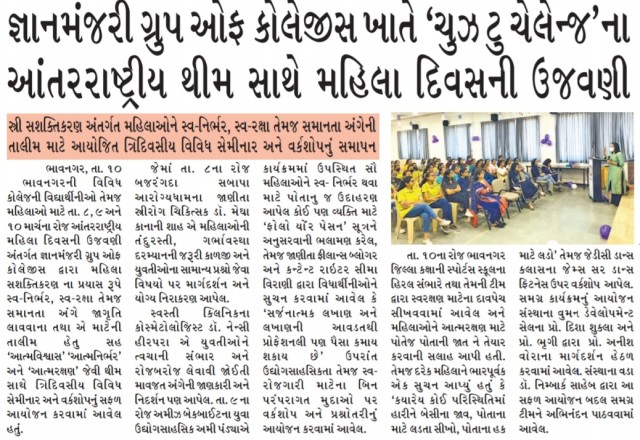 જ્ઞાનમંજરી ગ્રુપ ઓફ કોલેજીસ ખાતે ‘ચુઝ ટુ ચેલેન્જ’ના
આંતરરાષ્ટ્રીય થીમ સાથે મહિલા દિવસની ઉજવણી
સ્ત્રી સશક્તિકરણ અંતર્ગત મહિલાઓને સ્વ-નિર્ભર, સ્વ-રક્ષા તેમજ સમાનતા અંગેની
તાલીમ માટે આયોજિત ત્રિદિવસીય વિવિધ સેમીનાર અને વર્કશોપનું સમાપન
ભાવનગર, તા. ૧૦
ભાવનગરની વિવિધ
કોલેજની વિદ્યાર્થીનીઓ તેમજ
મહિલાઓ માટે તા. ૮, ૯ અને
૧૦ માર્ચના રોજ આંતરરાષ્ટ્રીય
મહિલા દિવસની ઉજવણી
અંતર્ગત જ્ઞાનમંજરી ગ્રુપ ઓફ
કોલેજીસ દ્વારા મહિલા
સશક્તિકરણ ના પ્રયાસ રૂપે
સ્વ-નિર્ભર, સ્વ-રક્ષા તેમજ
સમાનતા અંગે જાગૃતિ
લાવવાના તથા એ માટેની
તાલીમ હેતુ સહ
‘આત્મવિશ્વાસ’ ‘આત્મનિર્ભર’
અને ‘આત્મરક્ષણ’ જેવી થીમ
સાથે ત્રિદિવસીય વિવિધ
સેમીનાર અને વર્કશોપનું સફળ
આયોજન કરવામાં આવેલ
હતું.
જેમાં તા. ૮ના રોજ
બજરંગદાસ બાપા
આરોગ્યધામના જાણીતા
સ્ત્રીરોગ ચિકિત્સક ડૉ. મેઘા
કાનાની શાહ એ મહિલાઓની
તંદુરસ્તી, ગર્ભાવસ્થા
દરમ્યાનની જરૂરી કાળજી અને
યુવતીઓના સામાન્ય પ્રશ્નો જેવા
વિષયો પર માર્ગદર્શન અને
યોગ્ય નિરાકરણ આપેલ.
સ્વસ્તી ક્લિનિકના
કોસ્મેટોલોજિસ્ટ ડૉ. નેન્સી
હીરપરા એ યુવતીઓને
ત્વચાની સંભાર અને
રોજબરોજ લેવાવી જોઈતી
માવજત અંગેની જાણકારી અને
નિદર્શન પણ આપેલ. તા. ૯ ના
રોજ અમીઝ બેકબાઈટના યુવા
ઉદ્યોગસાહસિક અમી પંડ્યાએ
કાર્યક્રમમાં ઉપસ્થિત સૌ
મહિલાઓને સ્વ- નિર્ભર થવા
માટે પોતાનુ જ ઉદાહરણ
આપેલ કોઈ પણ વ્યક્તિ માટે
‘ફોલો યૉર પેસન’ સૂત્રને
અનુસરવાની ભલામણ કરેલ,
તેમજ જાણીતા ફ્રીલાન્સ બ્લોગર
અને કન્ટેન્ટ રાઇટર સીમા
વિરાણી દ્વારા વિદ્યાર્થીઓને
સુચન કરવામાં આવેલ કે
‘સર્જનાત્મક લખાણ અને
લખાણની આવડતથી
પ્રોફેશનલી પણ પૈસા કમાય
શકાય છે’ ઉપરાંત
ઉદ્યોગસાહસિકતા તેમજ સ્વ-
રોજગારી માટેના બિન
પરંપરાગત મુદાઓ પર
વર્કશોપ અને પ્રશ્નોતરીનું
આયોજન કરવામાં આવેલ.
તા. ૧૦ના રોજ ભાવનગર
જિલ્લા કક્ષાની સ્પોર્ટસ સ્કૂલના
હિરલ સંભારે તથા તેમની ટીમ
દ્વારા સ્વરક્ષણ માટેના દાવપેચ
સીખવવામાં આવેલ અને
મહિલાઓને આત્મરક્ષણ માટે
પોતેજ પોતાની જાત ને તેયાર
કરવાની સલાહ આપી હતી.
તેમજ દરેક મહિલાને ભારપૂર્વક
એક સુચન આપ્યું હતું કે
‘ક્યારેય કોઈ પરિસ્થિતિમાં
હારીને બેસીના જાવ, પોતાના
માટે લડતા સીખો, પોતાના હક
માટે લડો’ તેમજ જેડીસી ડાન્સ
કલાસના જેમ્સ સર ડાન્સ
ફિટનેસ ઉપર વર્કશોપ આપેલ.
સમગ્ર કાર્યક્રમનું આયોજન
સંસ્થાના વુમન ડેવેલોપમેન્ટ
સેલના પ્રો. દિશા શુક્લા અને
પ્રો. ભૂગી દ્વારા પ્રો. અનીશ
વોરાના માર્ગદર્શન હેઠળ
કરવામાં આવેલ. સંસ્થાના વડા
ડૉ. નિમ્બાર્ક સાહેબ દ્વારા આ
સફળ આયોજન બદલ સમગ્ર
ટીમને અભિનંદન પાઠવવામાં
આવેલ.